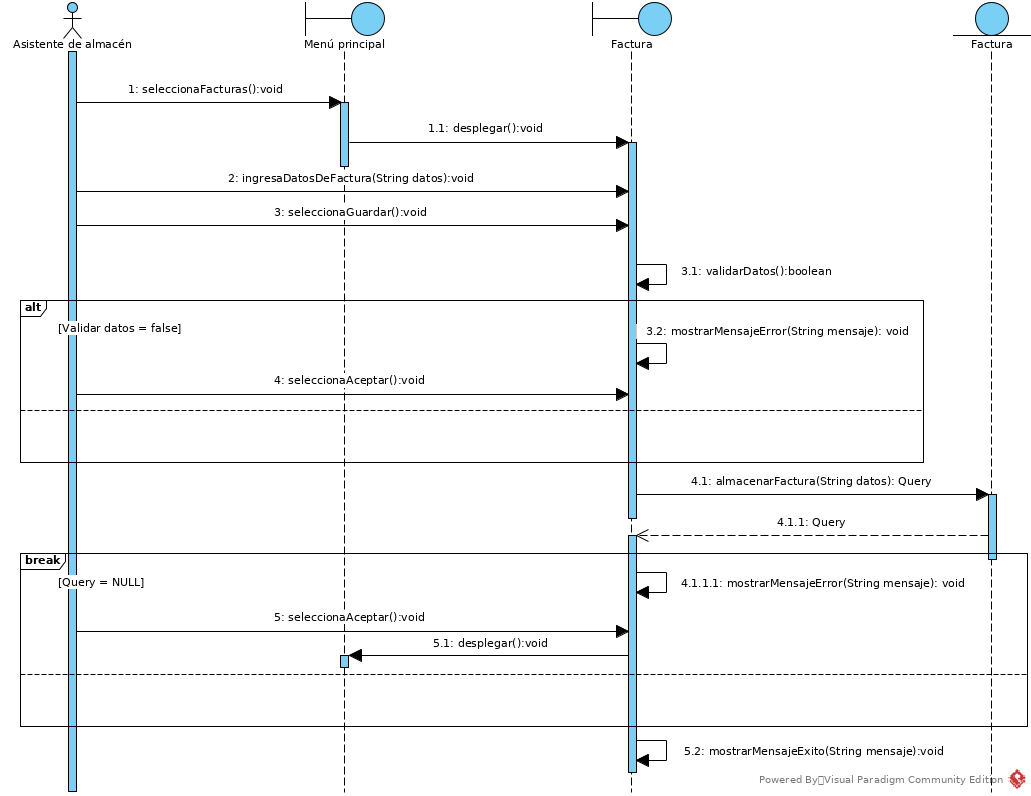 Asistente de almacén
Menú principal
Factura
Factura
1: seleccionaFacturas():void
1.1: desplegar():void
2: ingresaDatosDeFactura(String datos):void
3: seleccionaGuardar():void
3.1: validarDatos():boolean
alt
[Validar datos = false]
3.2: mostrarMensajeError(String mensaje): void
4: seleccionaAceptar():void
4.1: almacenarFactura(String datos): Query
4.1.1: Query
break
[Query = NULL]
4.1.1.1: mostrarMensajeError(String mensaje): void
5: seleccionaAceptar():void
5.1: desplegar():void
5.2: mostrarMensajeExito(String mensaje):void
Powered By Visual Paradigm Community Edition